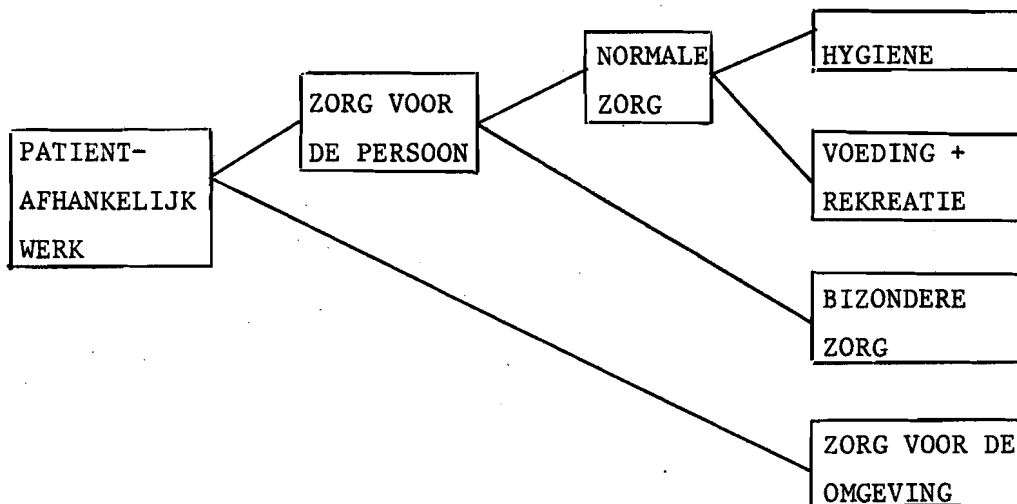 PATIENT-
AFHANKELIJK
WERK
ZORG VOOR
DE PERSOON
NORMALE
ZORG
HYGIENE
VOEDING +
REKREATIE
BIZONDERE
ZORG
ZORG VOOR DE
OMGEVING